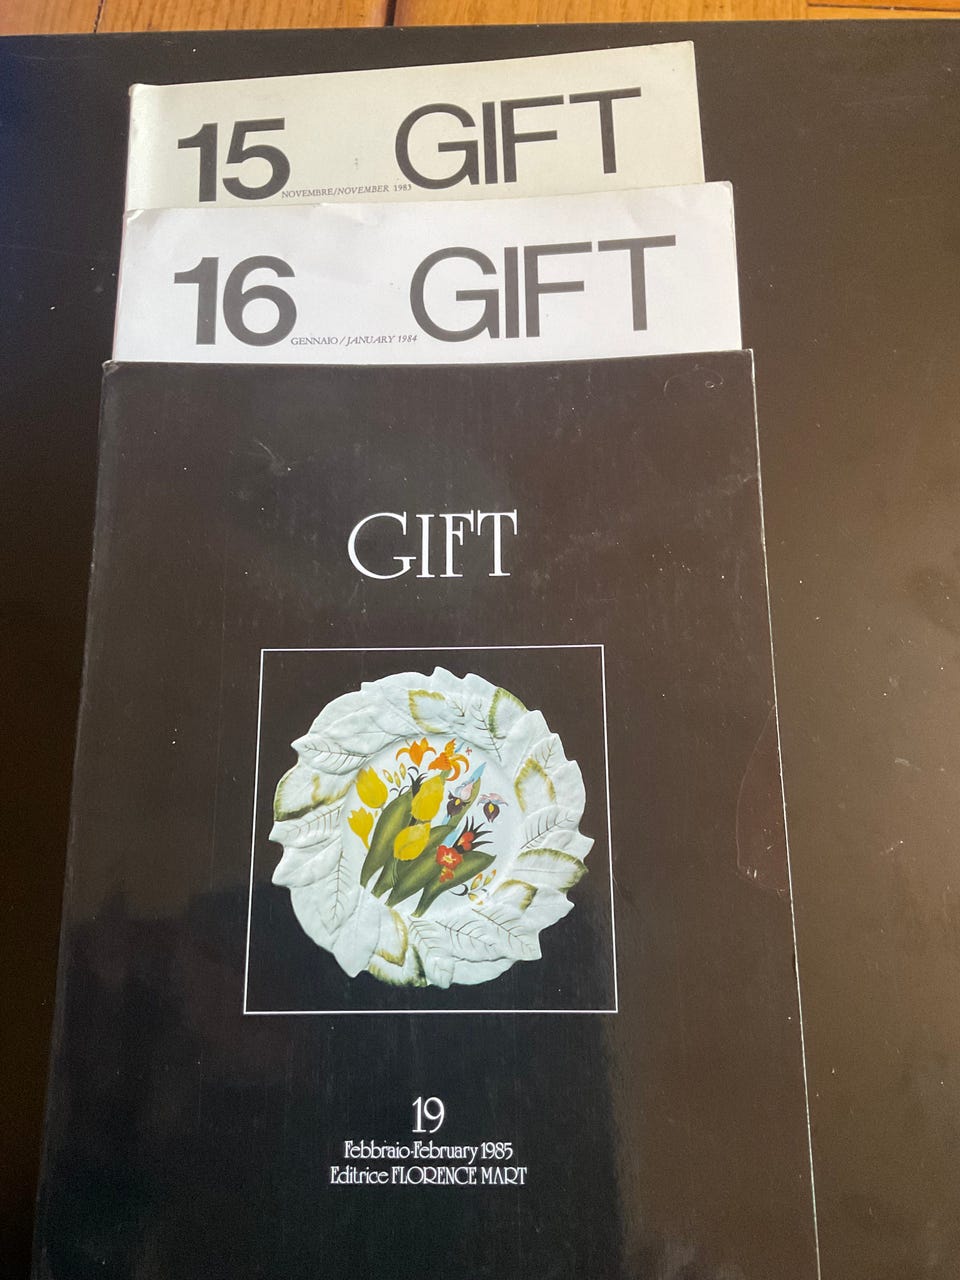 15 GIFT
NOVEMBRE/NOVEMBER 1983
16 GIFT
GENNAIO/JANUARY 1984
GIFT
19
Febbraio-February 1985
Editrice FLORENCE MART